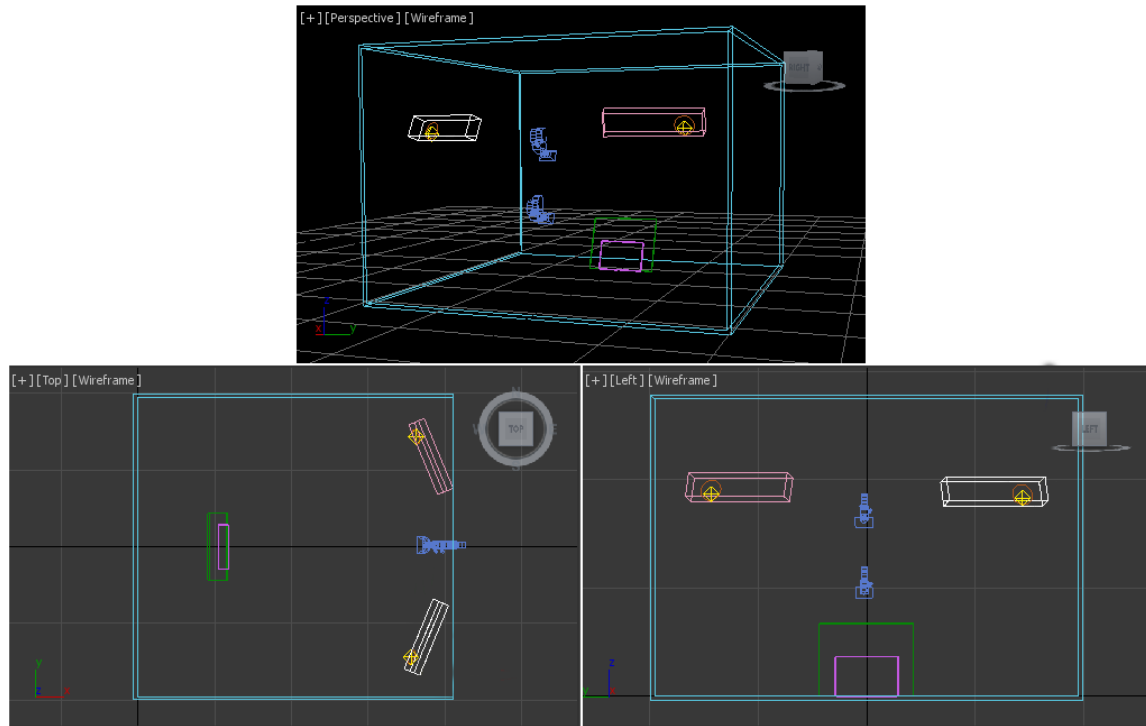 [+] [Perspective] [Wireframe]
RIGHT
z
x y
[+] [Top] [Wireframe]
N
W TOP E
S
y
z x
[+] [Left] [Wireframe]
LEFT
z
y x